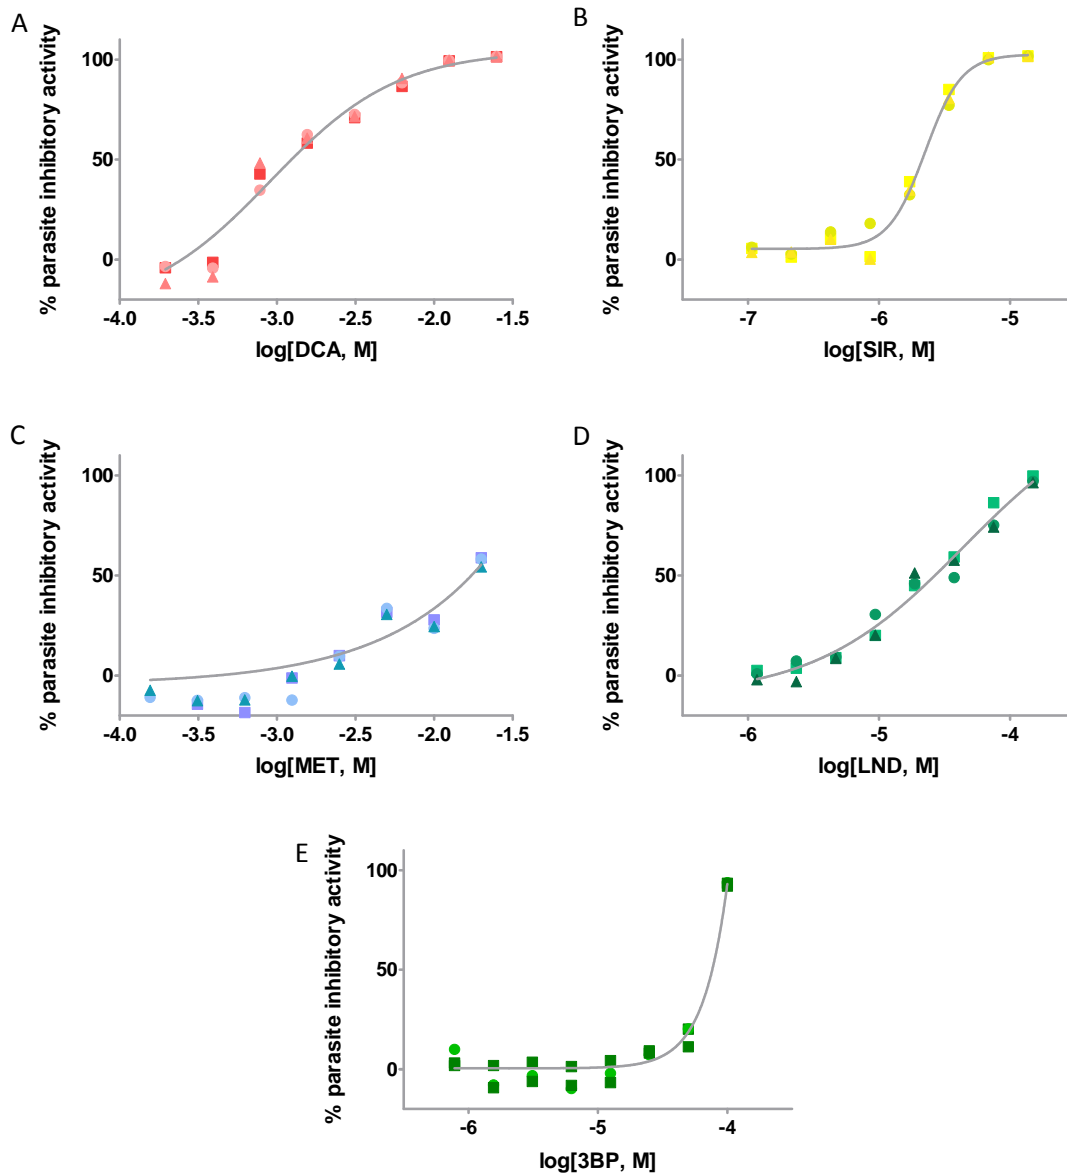 A
% parasite inhibitory activity
100
50
0
-4.0 -3.5 -3.0 -2.5 -2.0 -1.5
log[DCA, M]
B
% parasite inhibitory activity
100
50
0
-7 -6 -5
log[SIR, M]
C
% parasite inhibitory activity
100
50
0
-4.0 -3.5 -3.0 -2.5 -2.0 -1.5
log[MET, M]
D
% parasite inhibitory activity
100
50
0
-6 -5 -4
log[LND, M]
E
% parasite inhibitory activity
100
50
0
-6 -5 -4
log[3BP, M]